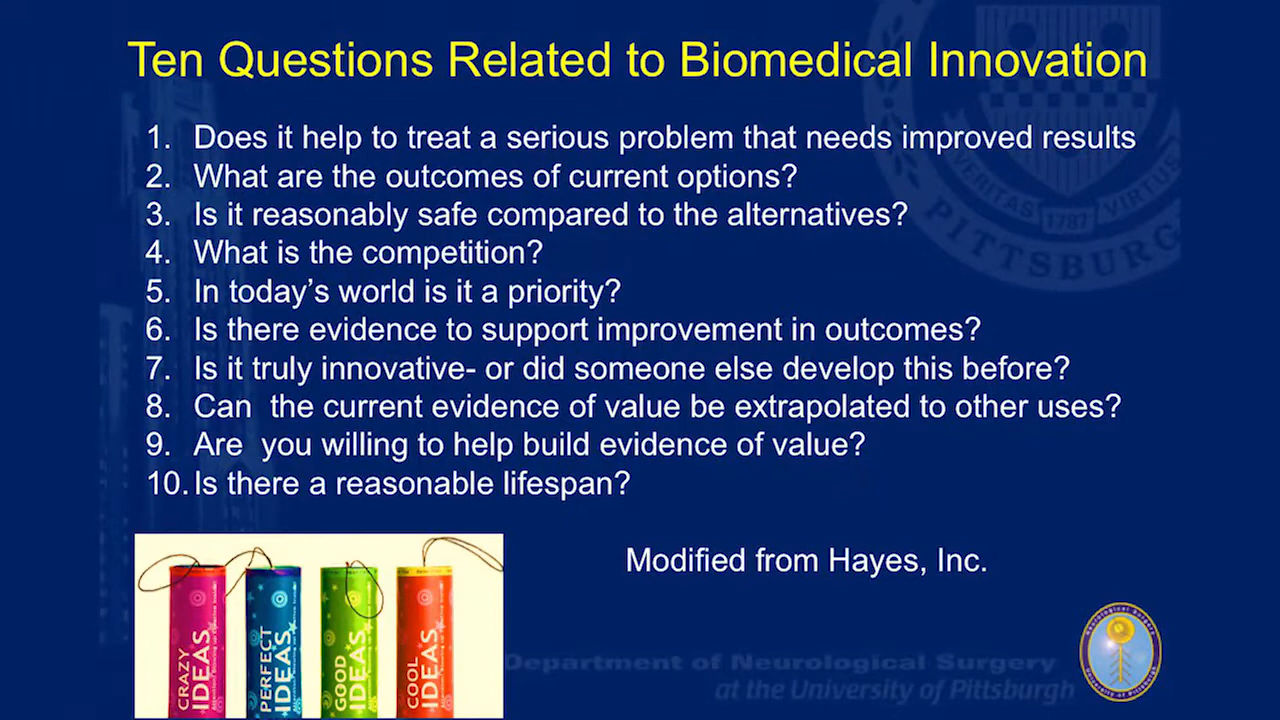 Ten Questions Related to Biomedical Innovation
1. Does it help to treat a serious problem that needs improved results
2. What are the outcomes of current options?
3. Is it reasonably safe compared to the alternatives?
4. What is the competition?
5. In today's world is it a priority?
6. Is there evidence to support improvement in outcomes?
7. Is it truly innovative- or did someone else develop this before?
8. Can the current evidence of value be extrapolated to other uses?
9. Are you willing to help build evidence of value?
10. Is there a reasonable lifespan?
Modified from Hayes, Inc.
CRAZY
IDEAS
PERFECT
IDEAS
GOOD
IDEAS
COOL
IDEAS
VERITAS 1787 VIRTUS
PITTSBURG
Department of Neurological Surgery
at the University of Pittsburgh
Neurological Surgery
University of Pittsburgh